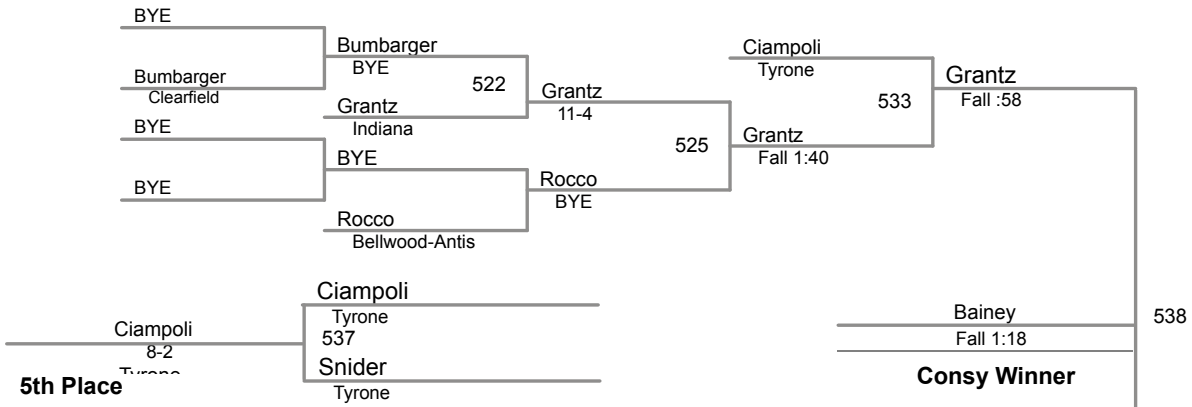 BYE
Bumbarger
Clearfield
BYE
BYE
Bumbarger
BYE
522
Grantz
Indiana
BYE
Rocco
Bellwood-Antis
Grantz
11-4
525
Rocco
BYE
Ciampoli
Tyrone
533
Grantz
Fall 1:40
Grantz
Fall :58
Ciampoli
8-2
Tyrone
5th Place
Ciampoli
Tyrone
537
Snider
Tyrone
Bainey
Fall 1:18
Consy Winner
538